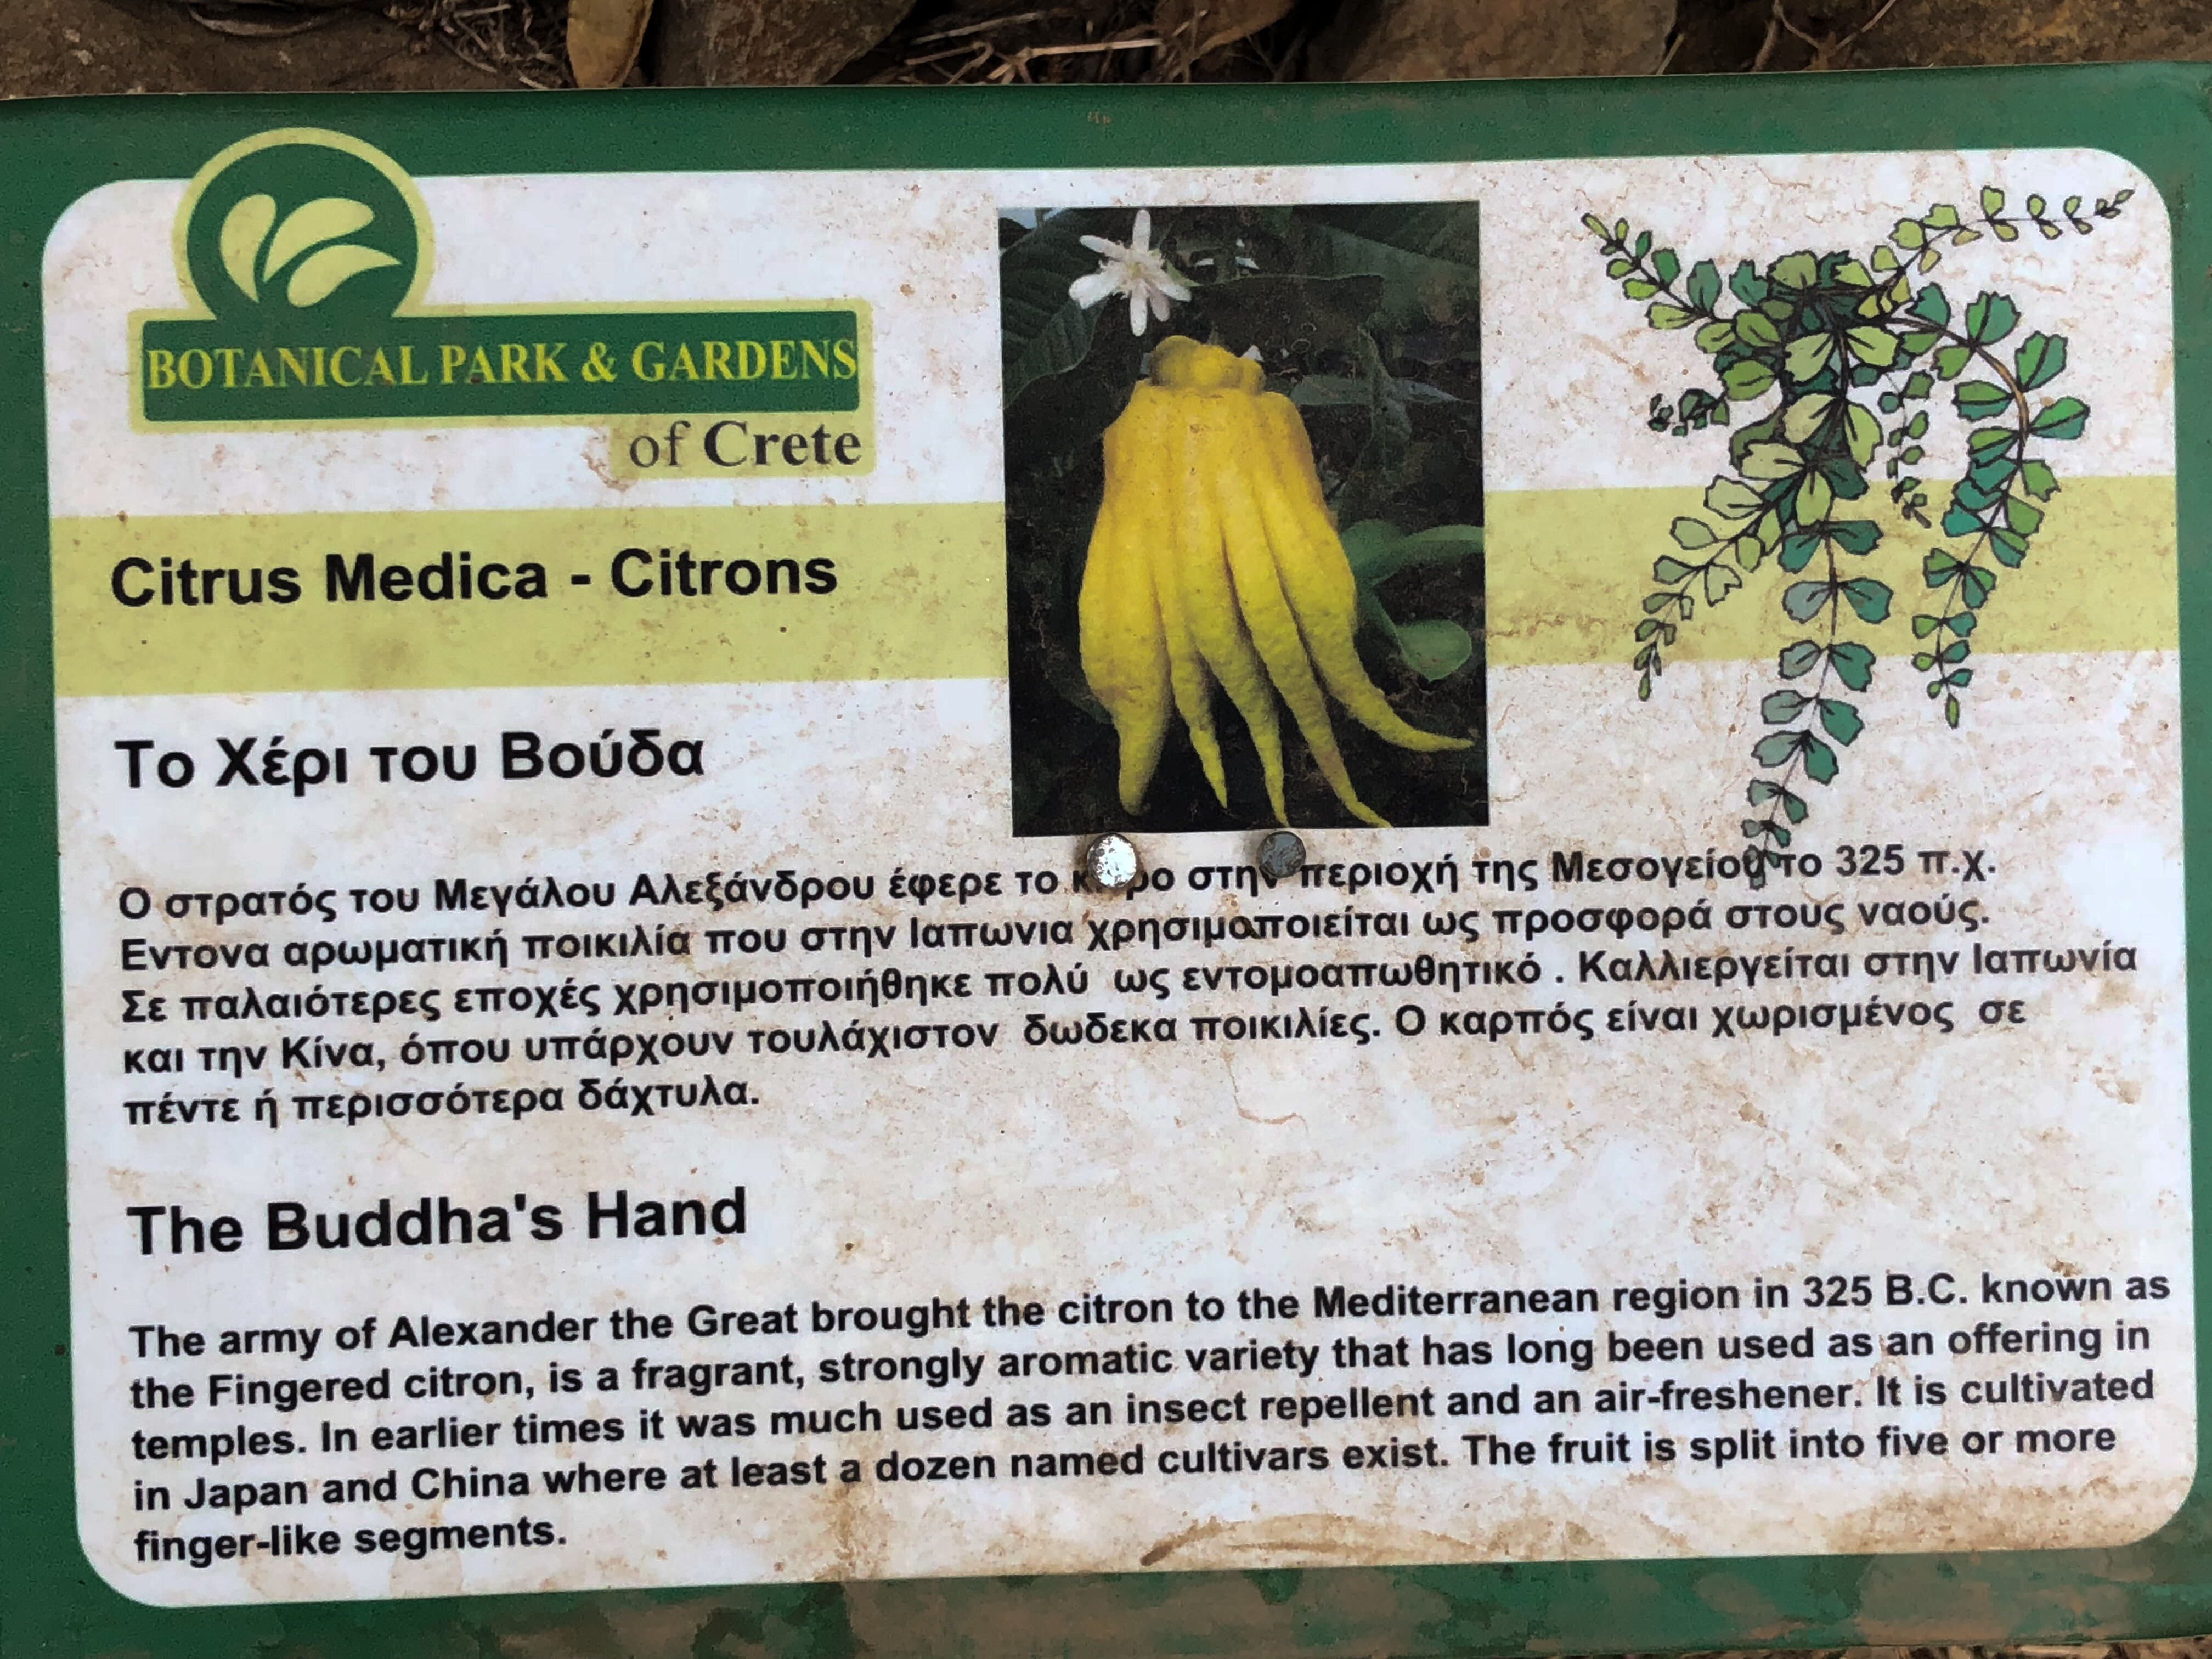 BOTANICAL PARK & GARDENS
of Crete
Citrus Medica - Citrons
Το Χέρι του Βούδα
Ο στρατός του Μεγάλου Αλεξάνδρου έφερε το στην περιοχή της Μεσογείου το 325 π.χ.
Εντονα αρωματική ποικιλία που στην Ιαπωνια χρησιμοποιείται ως προσφορά στους ναούς.
Σε παλαιότερες εποχές χρησιμοποιήθηκε πολύ ως εντομοαπωθητικό . Καλλιεργείται στην Ιαπωνία
και την Κίνα, όπου υπάρχουν τουλάχιστον δωδεκα ποικιλίες. Ο καρπός είναι χωρισμένος σε
πέντε ή περισσότερα δάχτυλα.
The Buddha's Hand
The army of Alexander the Great brought the citron to the Mediterranean region in 325 B.C. known as
the Fingered citron, is a fragrant, strongly aromatic variety that has long been used as an offering in
temples. In earlier times it was much used as an insect repellent and an air-freshener. It is cultivated
in Japan and China where at least a dozen named cultivars exist. The fruit is split into five or more
finger-like segments.